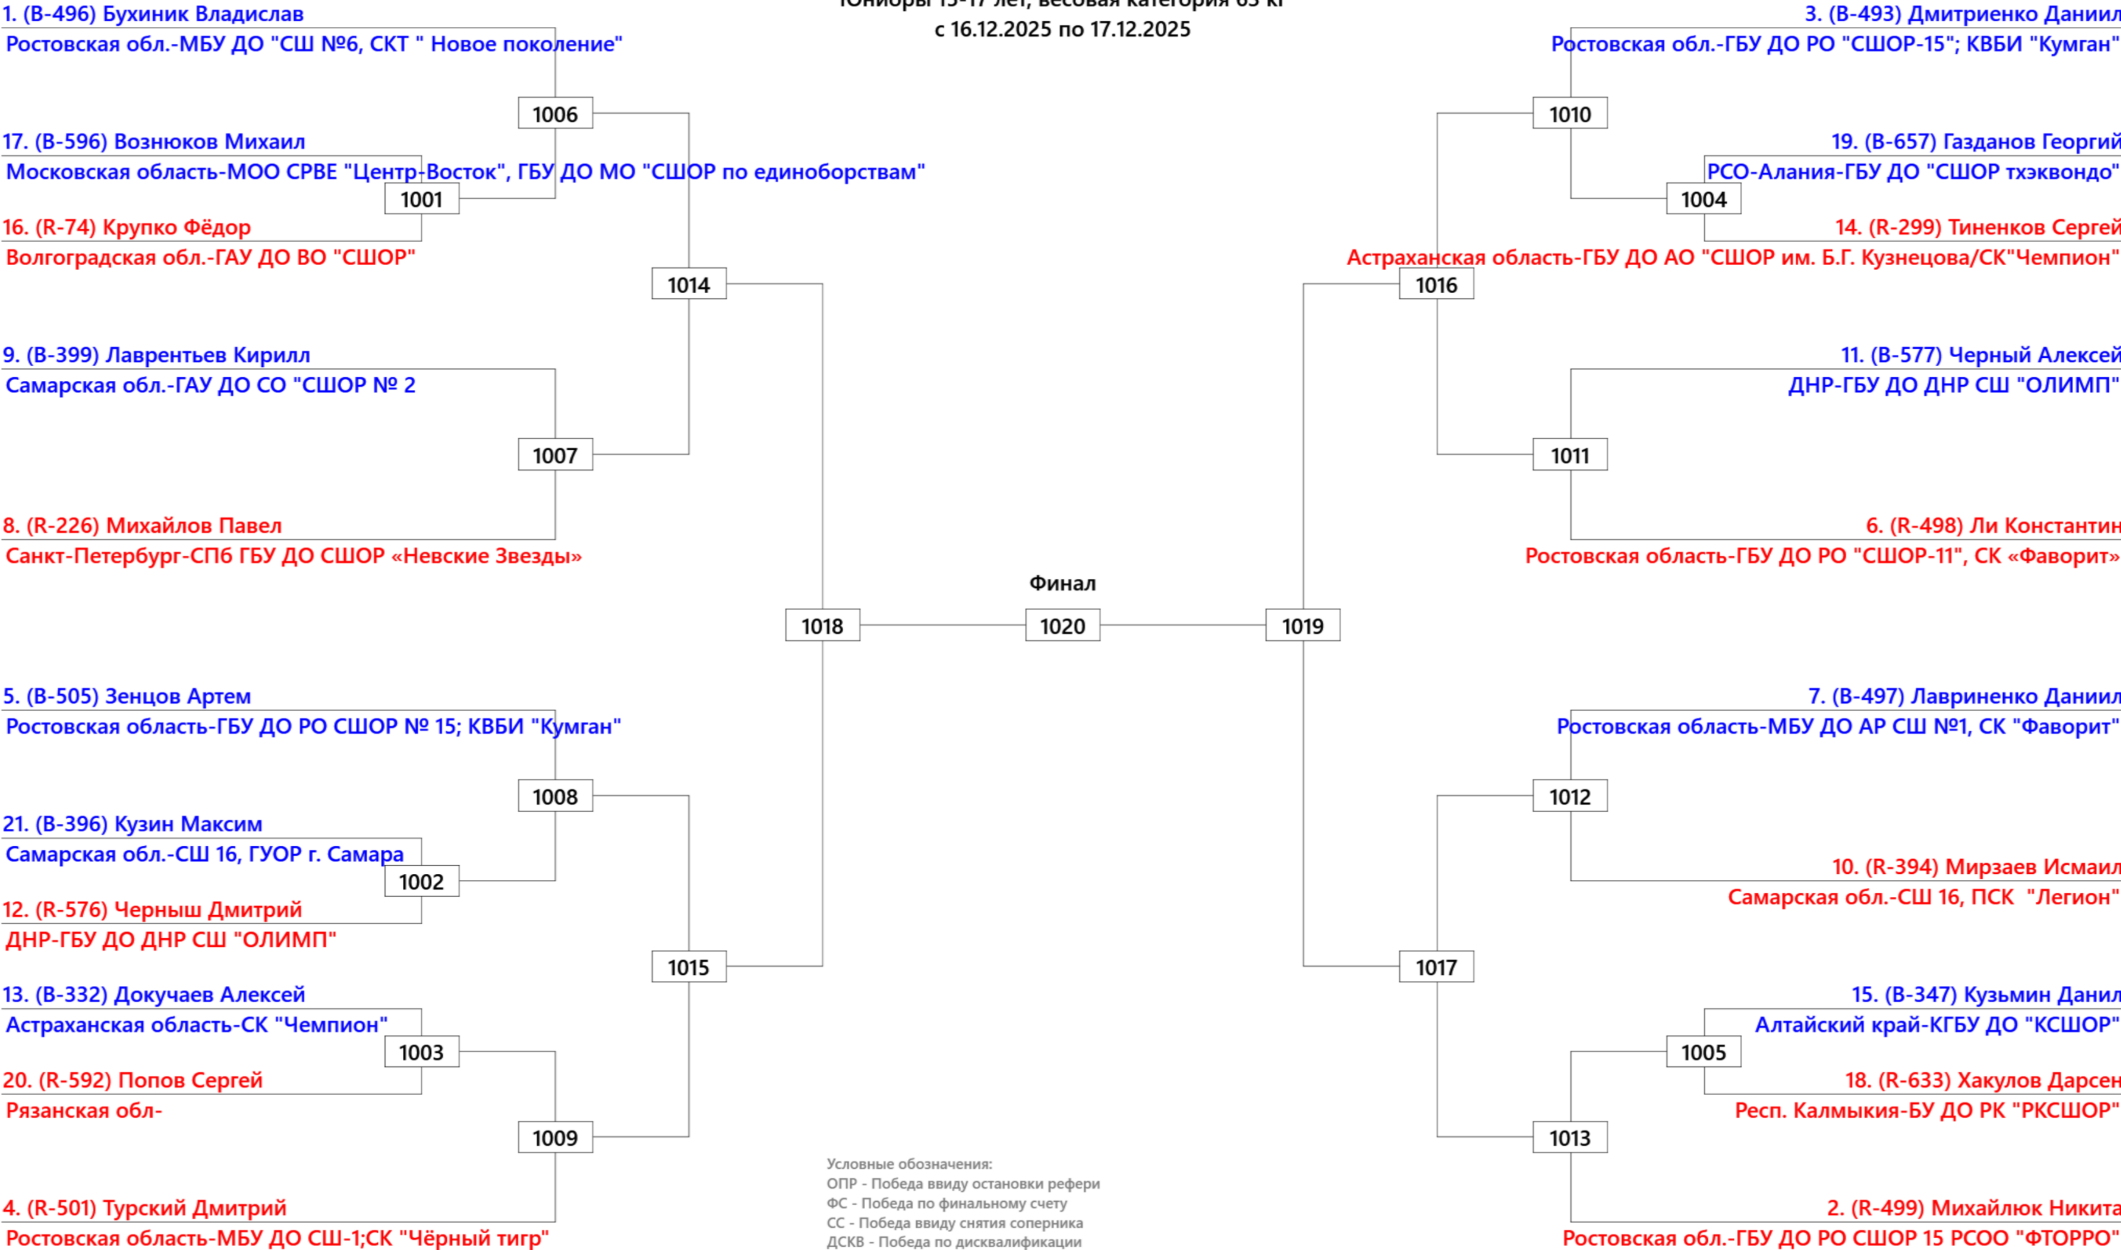 Юниоры 15-17 лет, весовая категория 63 кг
с 16.12.2025 по 17.12.2025
1. (B-496) Бухиник Владислав
Ростовская обл.-МБУ ДО "СШ №6, СКТ " Новое поколение"
1006
17. (B-596) Вознюков Михаил
Московская область-МОО СРВЕ "Центр-Восток", ГБУ ДО МО "СШОР по единоборствам"
1001
16. (R-74) Крупко Фёдор
Волгоградская обл.-ГАУ ДО ВО "СШОР"
1014
9. (B-399) Лаврентьев Кирилл
Самарская обл.-ГАУ ДО СО "СШОР № 2
1007
8. (R-226) Михайлов Павел
Санкт-Петербург-СПб ГБУ ДО СШОР «Невские Звезды»
1018
5. (B-505) Зенцов Артем
Ростовская область-ГБУ ДО РО СШОР № 15; КВБИ "Кумган"
1008
21. (B-396) Кузин Максим
Самарская обл.-СШ 16, ГУОР г. Самара
1002
12. (R-576) Черныш Дмитрий
ДНР-ГБУ ДО ДНР СШ "ОЛИМП"
1015
13. (B-332) Докучаев Алексей
Астраханская область-СК "Чемпион"
1003
20. (R-592) Попов Сергей
Рязанская обл-
1009
4. (R-501) Турский Дмитрий
Ростовская область-МБУ ДО СШ-1;СК "Чёрный тигр"
Финал
1020
3. (B-493) Дмитриенко Даниил
Ростовская обл.-ГБУ ДО РО "СШОР-15"; КВБИ "Кумган"
1010
19. (B-657) Газданов Георгий
РСО-Алания-ГБУ ДО "СШОР тхэквондо"
1004
14. (R-299) Тиненков Сергей
Астраханская область-ГБУ ДО АО "СШОР им. Б.Г. Кузнецова/СК"Чемпион"
1016
11. (B-577) Черный Алексей
ДНР-ГБУ ДО ДНР СШ "ОЛИМП"
1011
6. (R-498) Ли Константин
Ростовская область-ГБУ ДО РО "СШОР-11", СК «Фаворит»
1019
7. (B-497) Лавриненко Даниил
Ростовская область-МБУ ДО АР СШ №1, СК "Фаворит"
1012
10. (R-394) Мирзаев Исмаил
Самарская обл.-СШ 16, ПСК "Легион"
1017
15. (B-347) Кузьмин Данил
Алтайский край-КГБУ ДО "КСШОР"
1005
18. (R-633) Хакулов Дарсен
Респ. Калмыкия-БУ ДО РК "РКСШОР"
1013
2. (R-499) Михайлюк Никита
Ростовская обл.-ГБУ ДО РО СШОР 15 РСОО "ФТОРРО"
Условные обозначения:
ОПР - Победа ввиду остановки рефери
ФС - Победа по финальному счету
СС - Победа ввиду снятия соперника
ДСКВ - Победа по дисквалификации